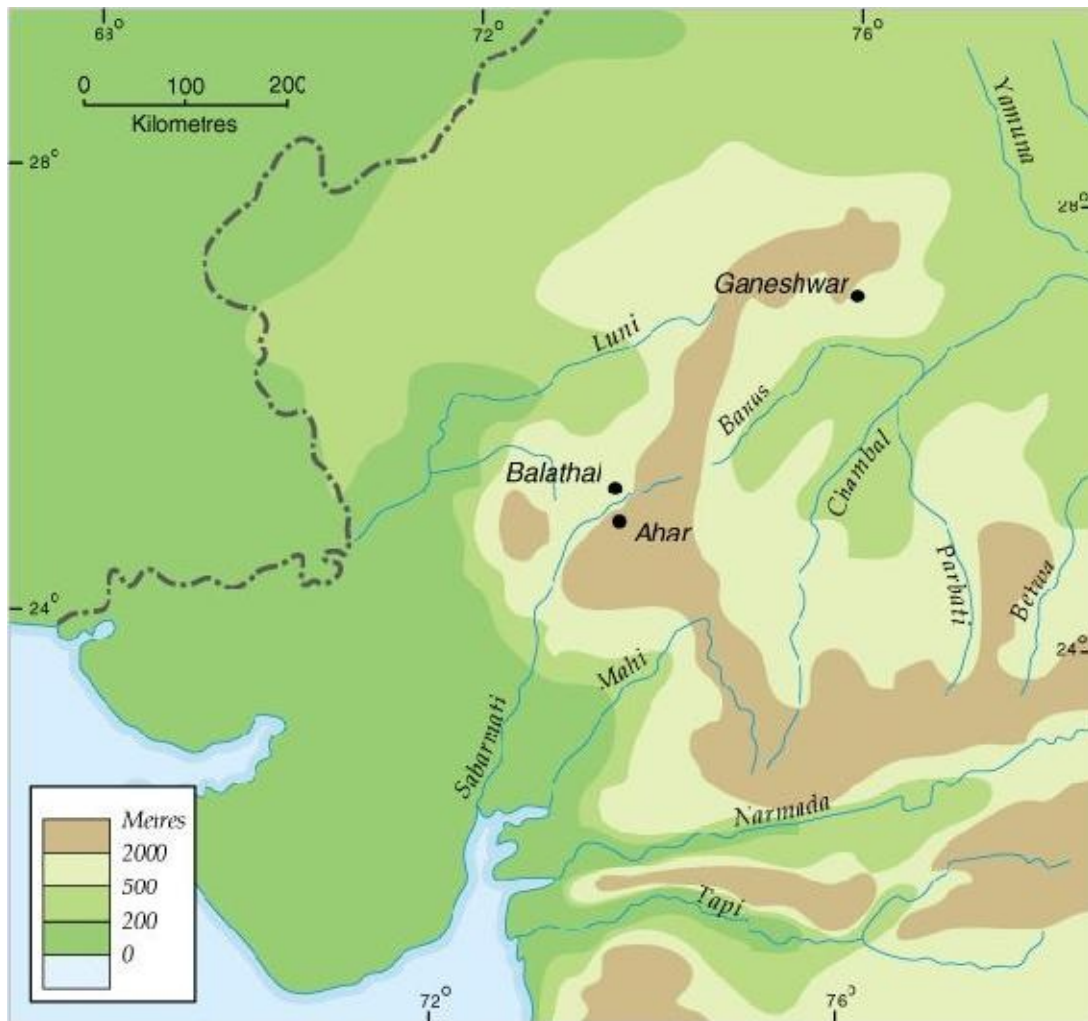 68°
72°
76°
0 100 200
Kilometres
28°
Yamuna
28°
Ganeshwar
Luni
Banas
Chambal
Balathal
Ahar
Parbati
Betwa
24°
24°
Mahi
Sabarmati
Narmada
Tapi
Metres
2000
500
200
0
72°
76°